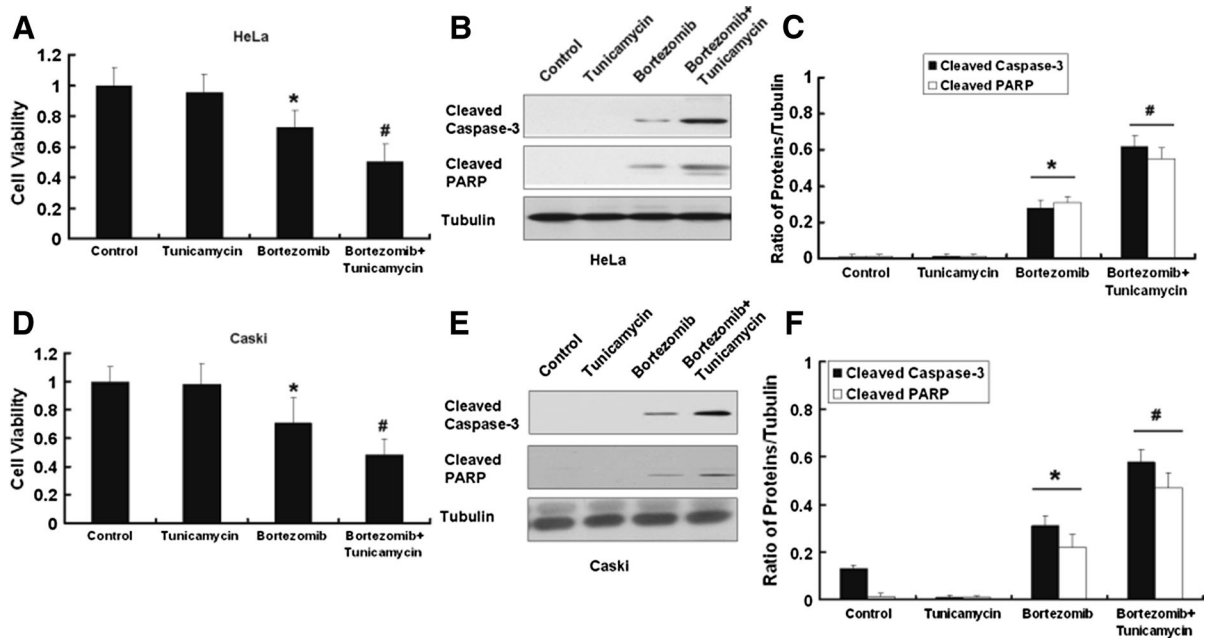 A
HeLa
Cell Viability
1.2
1
0.8
0.6
0.4
0.2
0
*
#
Control
Tunicamycin
Bortezomib
Bortezomib+
Tunicamycin
B
Control
Tunicamycin
Bortezomib
Bortezomib+
Tunicamycin
Cleaved
Caspase-3
Cleaved
PARP
Tubulin
HeLa
C
Cleaved Caspase-3
Cleaved PARP
Ratio of Proteins/Tubulin
1
0.8
0.6
0.4
0.2
0
*
#
Control
Tunicamycin
Bortezomib
Bortezomib+
Tunicamycin
D
Caski
Cell Viability
1.2
1
0.8
0.6
0.4
0.2
0
*
#
Control
Tunicamycin
Bortezomib
Bortezomib+
Tunicamycin
E
Control
Tunicamycin
Bortezomib
Bortezomib+
Tunicamycin
Cleaved
Caspase-3
Cleaved
PARP
Tubulin
Caski
F
Cleaved Caspase-3
Cleaved PARP
Ratio of Proteins/Tubulin
1
0.8
0.6
0.4
0.2
0
*
#
Control
Tunicamycin
Bortezomib
Bortezomib+
Tunicamycin